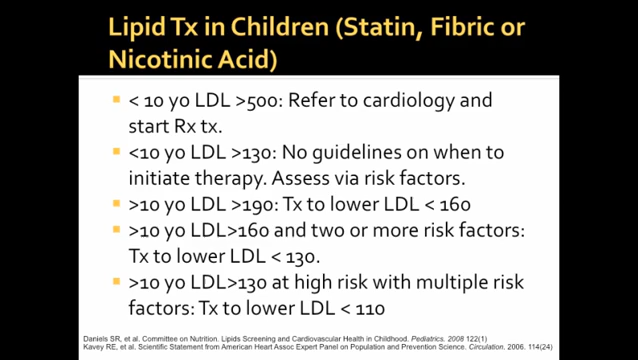 Lipid Tx in Children (Statin, Fibric or
Nicotinic Acid)
< 10 yo LDL >500: Refer to cardiology and
start Rx tx.
<10 yo LDL >130: No guidelines on when to
initiate therapy. Assess via risk factors.
>10 yo LDL >190: Tx to lower LDL < 160
>10 yo LDL>160 and two or more risk factors:
Tx to lower LDL < 130.
>10 yo LDL>130 at high risk with multiple risk
factors: Tx to lower LDL < 110
Daniels SR, et al. Committee on Nutrition. Lipids Screening and Cardiovascular Health in Childhood. Pediatrics. 2008 122(1)
Kavey RE, et al. Scientific Statement from American Heart Assoc Expert Panel on Population and Prevention Science. Circulation. 2006. 114(24)